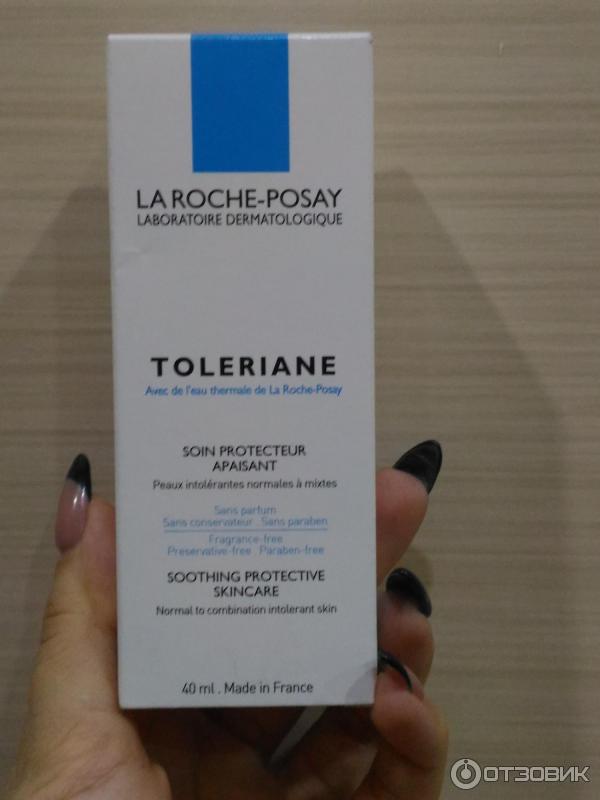 LA ROCHE-POSAY
LABORATOIRE DERMATOLOGIQUE
TOLERIANE
Avec de l'eau thermale de La Roche-Posay
SOIN PROTECTEUR
APAISANT
Peaux intolérantes normales à mixtes
Sans parfum
Sans conservateur . Sans paraben
Fragrance-free
Preservative-free . Paraben-free
SOOTHING PROTECTIVE
SKINCARE
Normal to combination intolerant skin
40 ml . Made in France
ОТЗОВИК